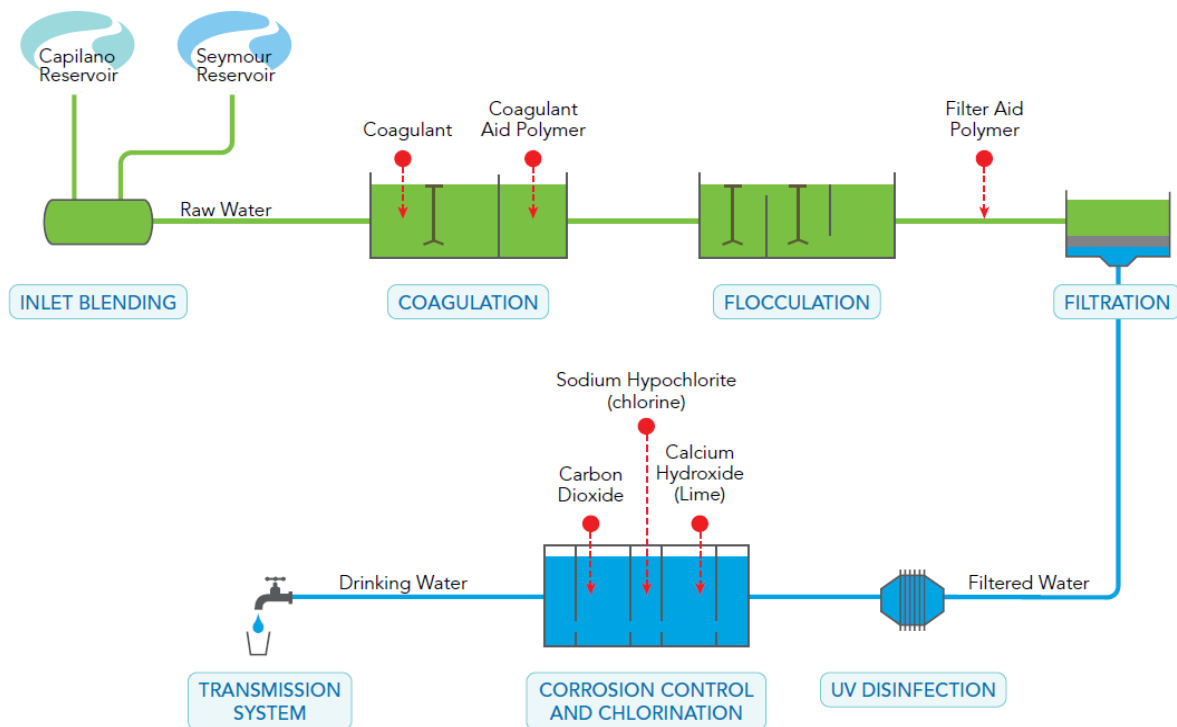 Capilano
Reservoir
Seymour
Reservoir
Raw Water
INLET BLENDING
Coagulant
Coagulant
Aid Polymer
COAGULATION
FLOCCULATION
Filter Aid
Polymer
FILTRATION
Sodium Hypochlorite
(chlorine)
Carbon
Dioxide
Calcium
Hydroxide
(Lime)
Drinking Water
Filtered Water
TRANSMISSION
SYSTEM
CORROSION CONTROL
AND CHLORINATION
UV DISINFECTION